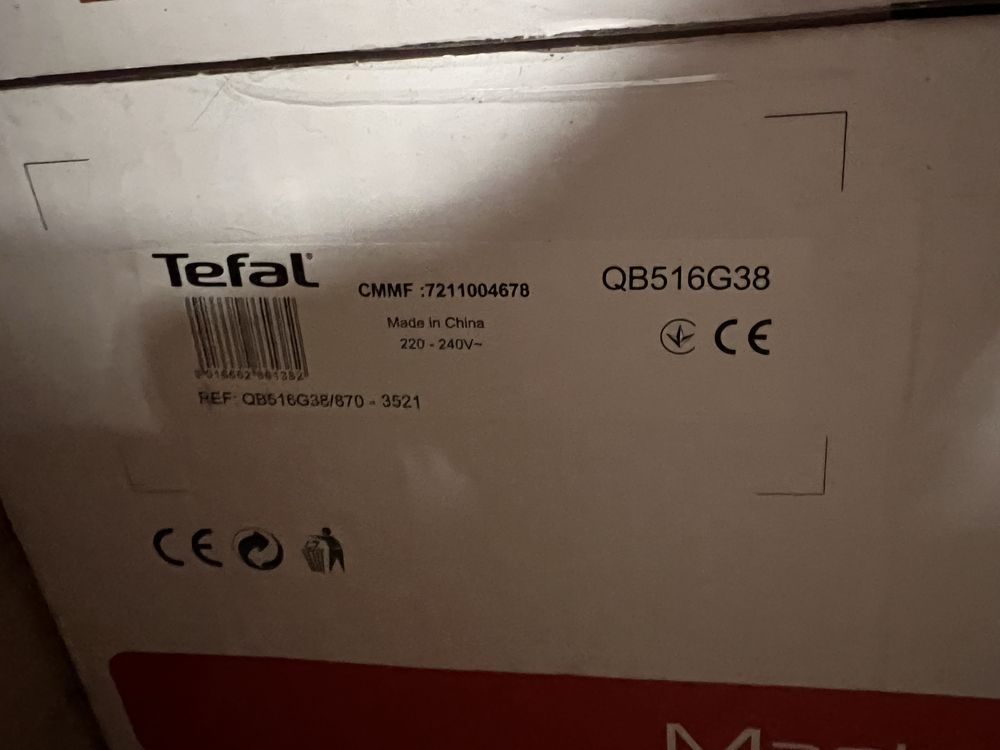 Tefal
CMMF :7211004678
QB516G38
Made in China
220 - 240V~
CE
REF: QB516G38/870 - 3521
CE